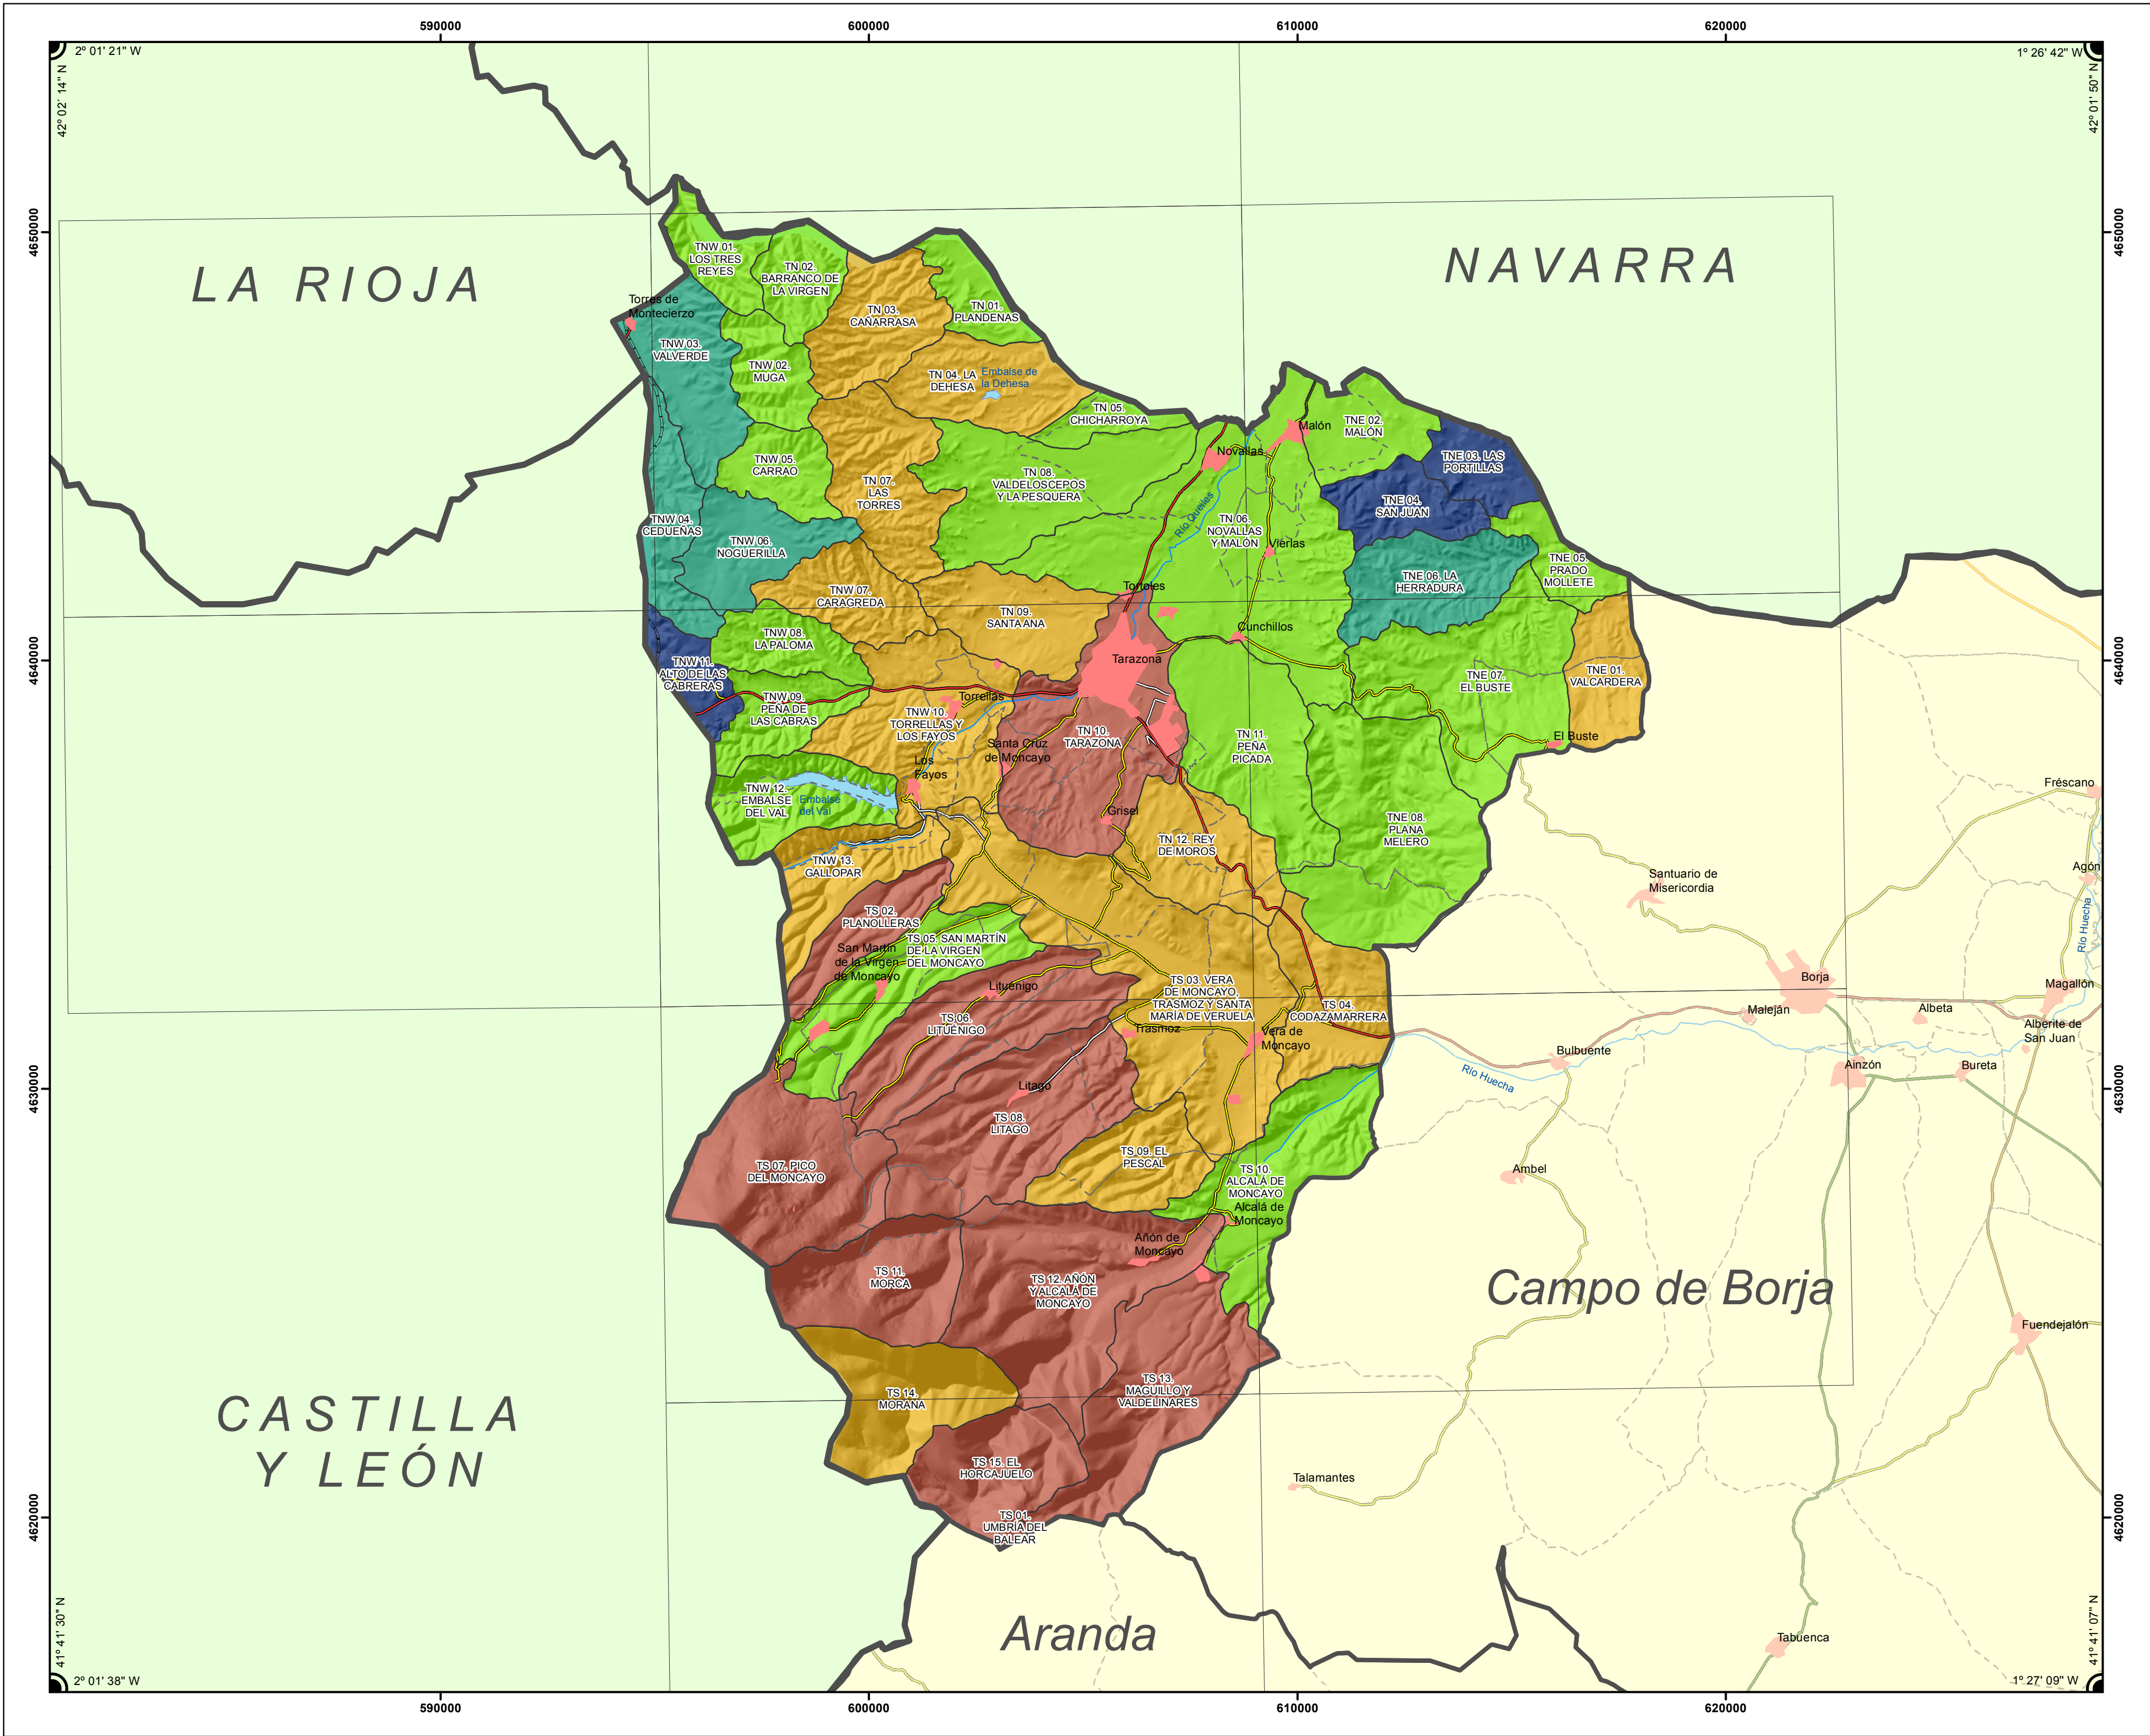 590000
600000
610000
620000
2º 01' 21" W
1º 26' 42" W
42º 02' 14" N
42º 01' 50" N
4650000
4650000
LA RIOJA
NAVARRA
TNW 01.
LOS TRES
REYES
TN 02.
BARRANCO DE
LA VIRGEN
TN 03.
CAÑARRASA
TN 01.
PLANDENAS
Torres de
Montecierzo
TNW 03.
VALVERDE
TNW 02.
MUGA
TN 04. LA
DEHESA
Embalse de
la Dehesa
TN 05.
CHICHARROYA
Malón
TNE 02.
MALÓN
Novallas
TNE 03. LAS
PORTILLAS
TNW 05.
CARRAO
TN 07.
LAS
TORRES
TN 08.
VALDELOSCEPOS
Y LA PESQUERA
TNE 04.
SAN JUAN
Río Queiles
TNW 04.
CEDUEÑAS
TNW 06.
NOGUERILLA
TN 06.
NOVALLAS
Y MALÓN
Vierlas
TNE 05.
PRADO
MOLLETE
TNE 06. LA
HERRADURA
TNW 07.
CARAGREDA
Tortoles
TN 09.
SANTA ANA
Cunchillos
TNW 08.
LA PALOMA
4640000
4640000
Tarazona
TNW 11.
ALTO DE LAS
CABRERAS
TNE 07.
EL BUSTE
TNE 01.
VALCARDERA
TNW 09.
PEÑA DE
LAS CABRAS
Torrellas
TNW 10.
TORRELLAS Y
LOS FAYOS
TN 10.
TARAZONA
TN 11.
PEÑA
PICADA
El Buste
Santa Cruz
de Moncayo
Los
Fayos
TNW 12.
EMBALSE
DEL VAL
Embalse
del Val
Grisel
TNE 08.
PLANA
MELERO
TN 12. REY
DE MOROS
Fréscano
TNW 13.
GALLOPAR
Santuario de
Misericordia
Agón
TS 02.
PLANOLLERAS
Río Huecha
TS 05. SAN MARTÍN
DE LA VIRGEN
DEL MONCAYO
San Martín
de la Virgen
de Moncayo
Lituénigo
TS 03. VERA
DE MONCAYO,
TRASMOZ Y SANTA
MARÍA DE VERUELA
TS 04.
CODAZAMARRERA
Borja
Magallón
Maleján
Albeta
Alberite de
San Juan
TS 06.
LITUÉNIGO
Trasmoz
Vera de
Moncayo
Bulbuente
Ainzón
Bureta
Río Huecha
4630000
4630000
Litago
TS 08.
LITAGO
TS 07. PICO
DEL MONCAYO
TS 09. EL
PESCAL
TS 10.
ALCALÁ DE
MONCAYO
Alcalá de
Moncayo
Ambel
Añón de
Moncayo
TS 11.
MORCA
TS 12. AÑÓN
Y ALCALÁ DE
MONCAYO
Campo de Borja
Fuendejalón
TS 14.
MORANA
TS 13.
MAGUILLO Y
VALDELINARES
CASTILLA
Y LEÓN
TS 15. EL
HORCAJUELO
Talamantes
TS 01.
UMBRÍA DEL
BALEAR
4620000
4620000
Aranda
Tabuenca
41º 41' 30" N
41º 41' 07" N
2º 01' 38" W
1º 27' 09" W
590000
600000
610000
620000